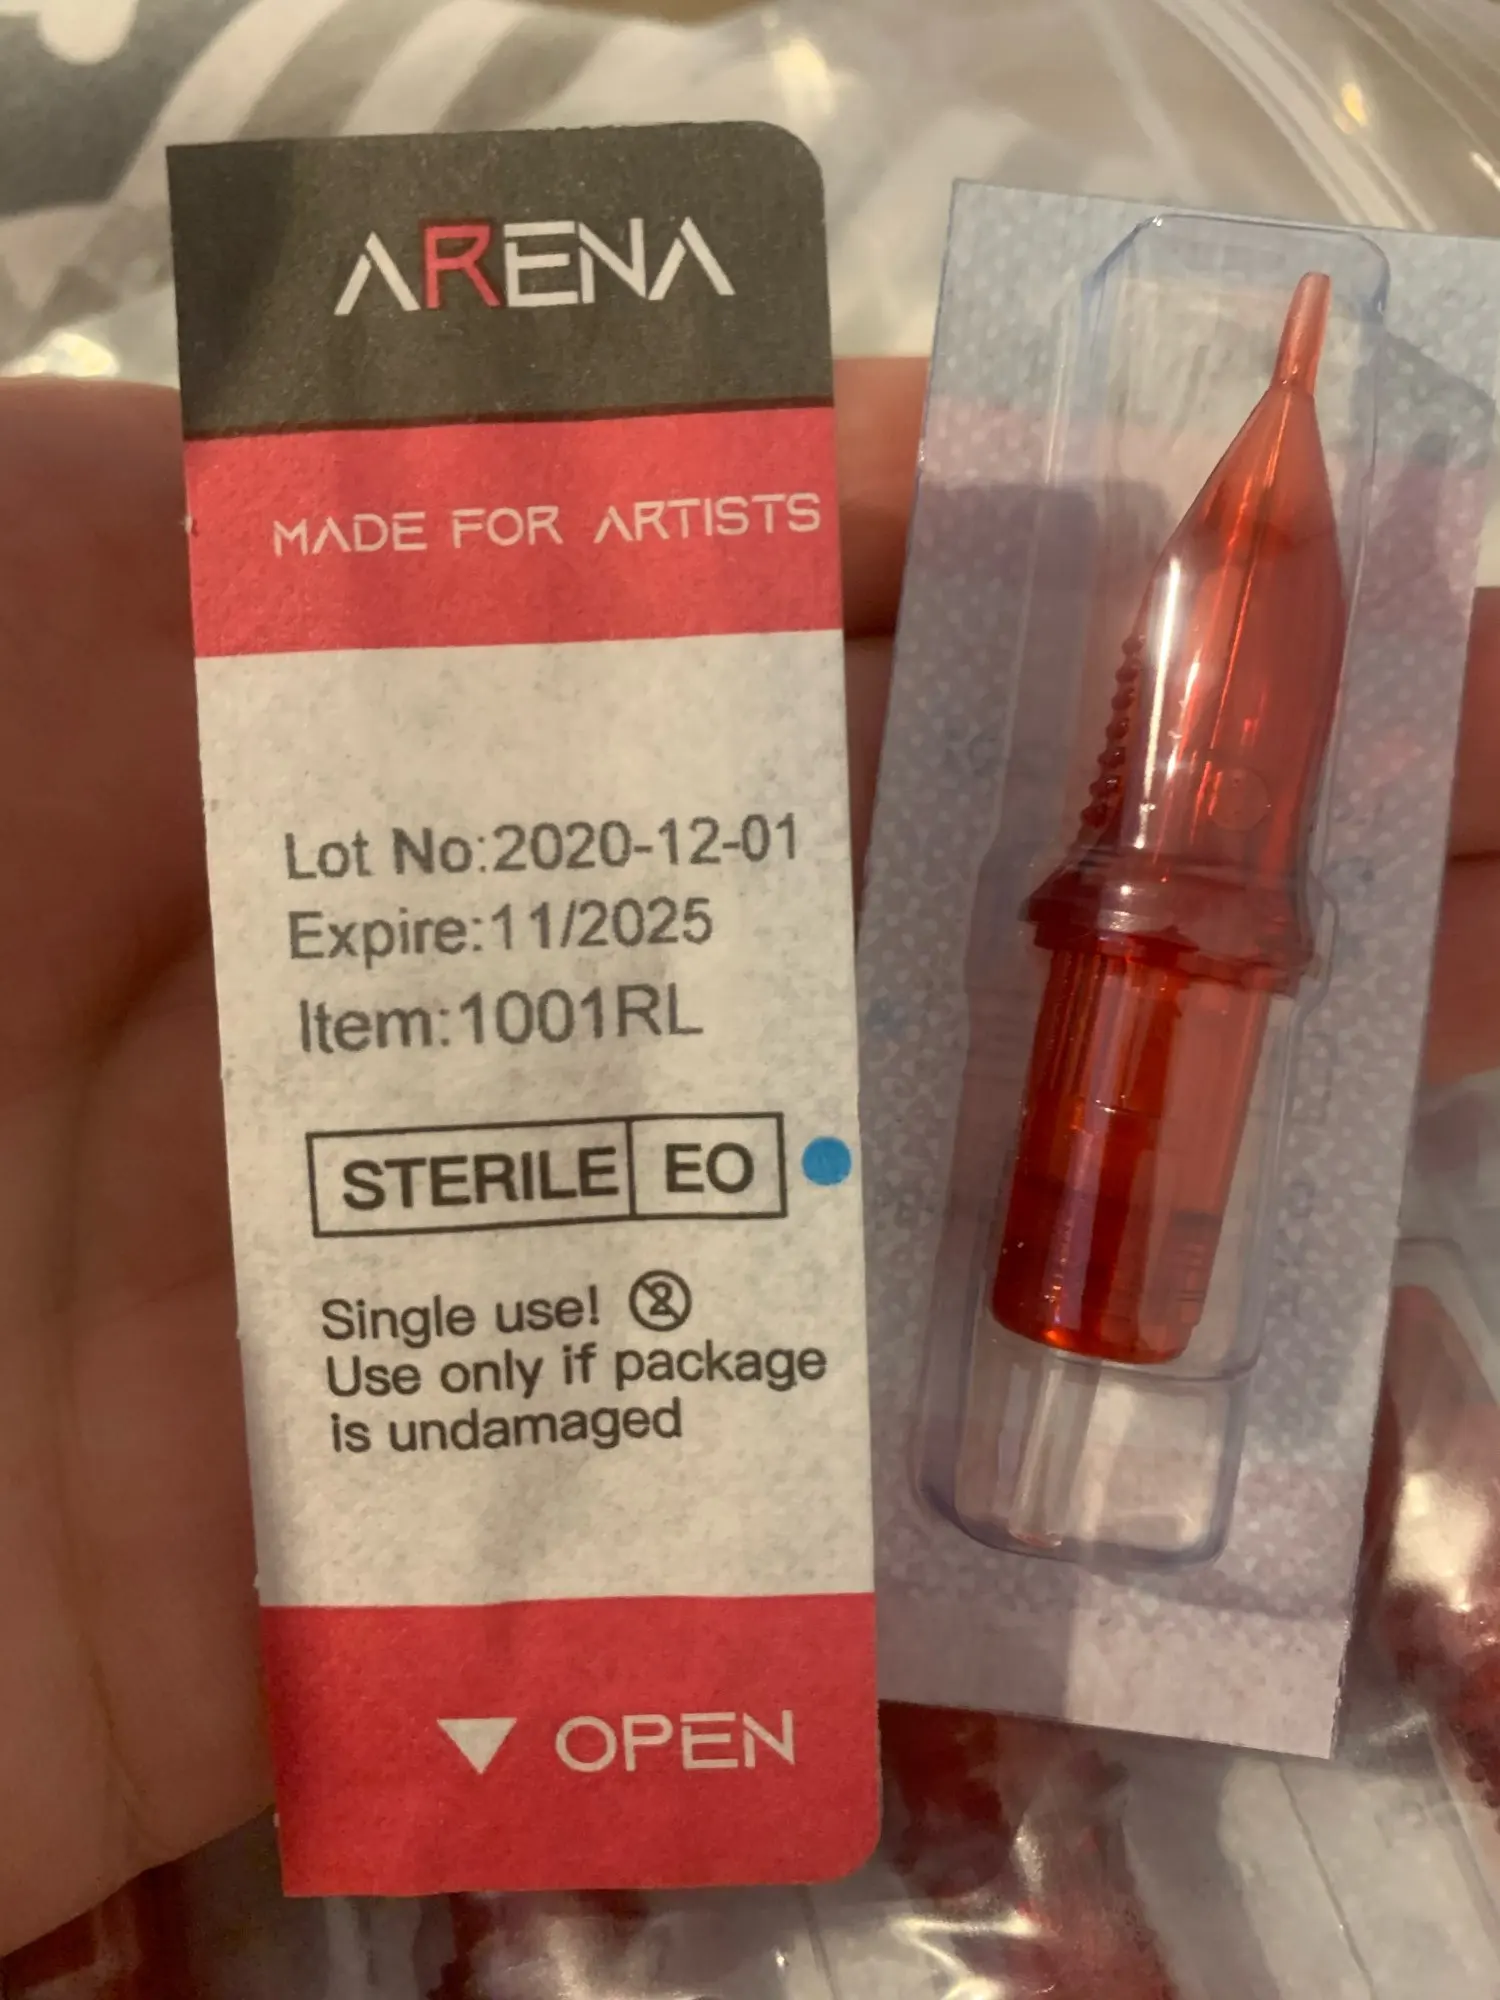 ARENA
MADE FOR ARTISTS
Lot No:2020-12-01
Expire:11/2025
Item:1001RL
STERILE EO
Single use! 2
Use only if package
is undamaged
OPEN